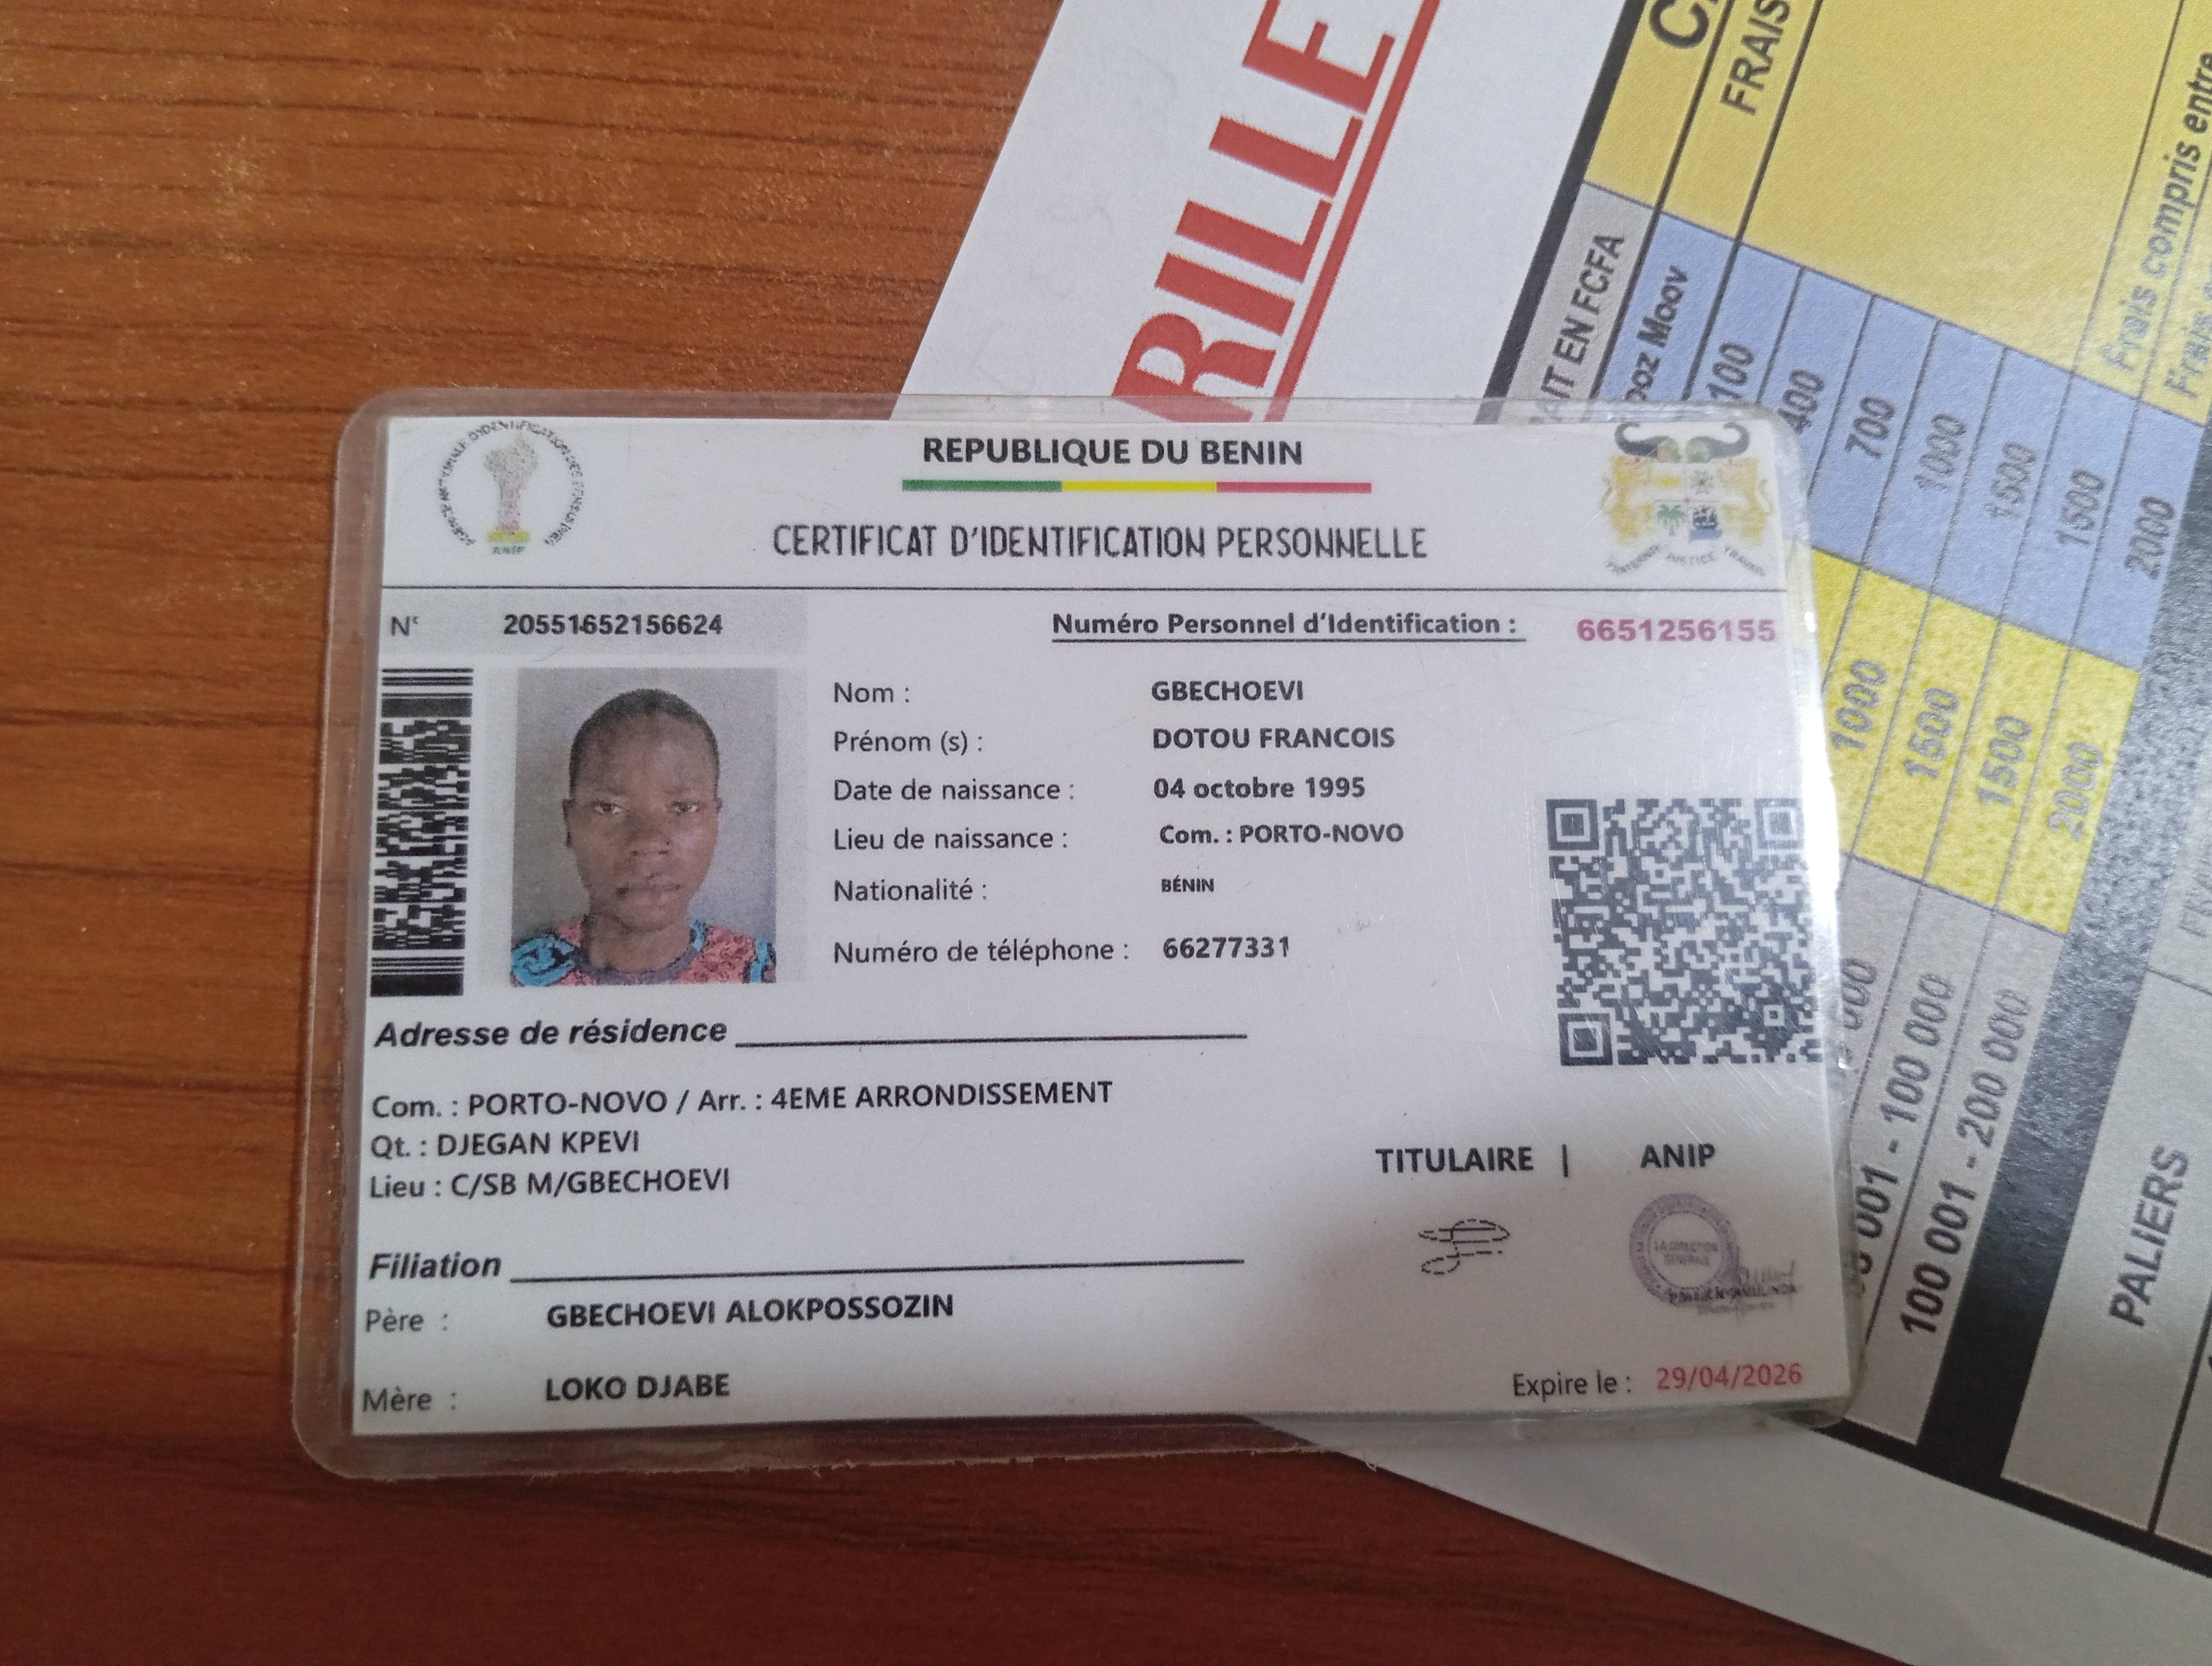 RILLE
FRAIS
AIT EN FCFA
Moov
Frais compris entre
100
400
700
1000
1500
1500
2000
1000
1500
1500
2000
001 - 100 000
100 001 - 200 000
PALIERS
REPUBLIQUE DU BENIN
CERTIFICAT D'IDENTIFICATION PERSONNELLE
ANIP
FRATERNITE JUSTICE TRAVAIL
N° 20551652156624
Numéro Personnel d'Identification : 6651256155
Nom : GBECHOEVI
Prénom (s) : DOTOU FRANCOIS
Date de naissance : 04 octobre 1995
Lieu de naissance : Com. : PORTO-NOVO
Nationalité : BÉNIN
Numéro de téléphone : 66277331
Adresse de résidence
Com. : PORTO-NOVO / Arr. : 4EME ARRONDISSEMENT
Qt. : DJEGAN KPEVI
Lieu : C/SB M/GBECHOEVI
TITULAIRE | ANIP
LA DIRECTION
GENERALE
Filiation
Père : GBECHOEVI ALOKPOSSOZIN
Mère : LOKO DJABE
Expire le : 29/04/2026